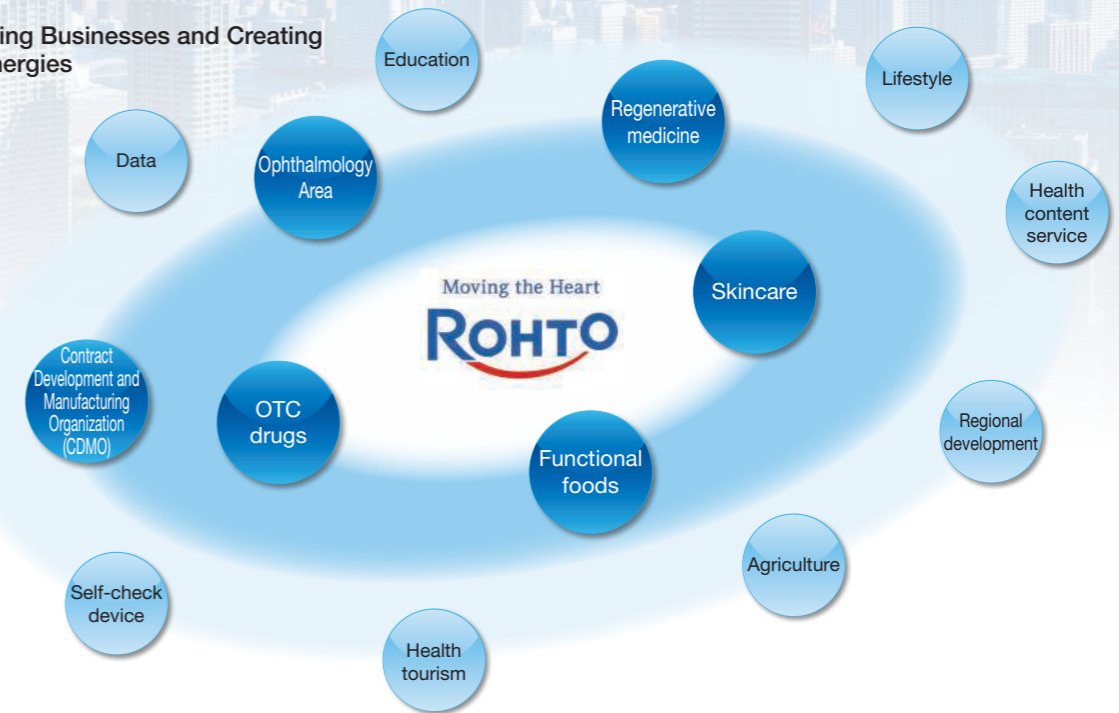 ing Businesses and Creating
nergies
Education
Lifestyle
Regenerative
medicine
Data
Ophthalmology
Area
Health
content
service
Moving the Heart
ROHTO
Skincare
Contract
Development and
Manufacturing
Organization
(CDMO)
OTC
drugs
Functional
foods
Regional
development
Agriculture
Self-check
device
Health
tourism